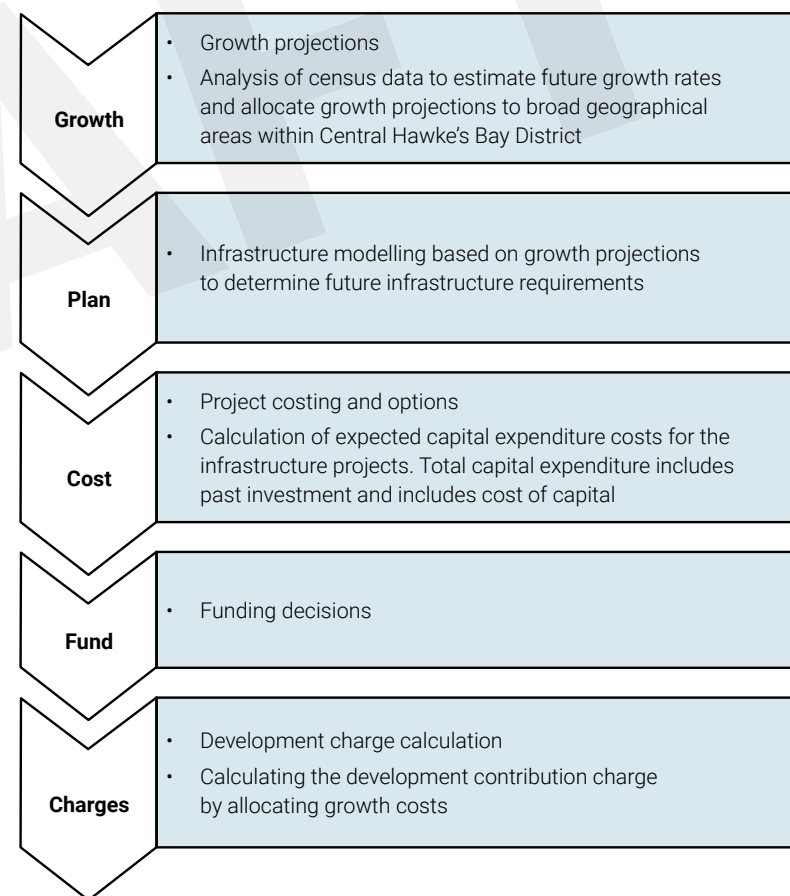 Growth
• Growth projections
• Analysis of census data to estimate future growth rates
and allocate growth projections to broad geographical
areas within Central Hawke's Bay District
Plan
• Infrastructure modelling based on growth projections
to determine future infrastructure requirements
Cost
• Project costing and options
• Calculation of expected capital expenditure costs for the
infrastructure projects. Total capital expenditure includes
past investment and includes cost of capital
Fund
• Funding decisions
Charges
• Development charge calculation
• Calculating the development contribution charge
by allocating growth costs